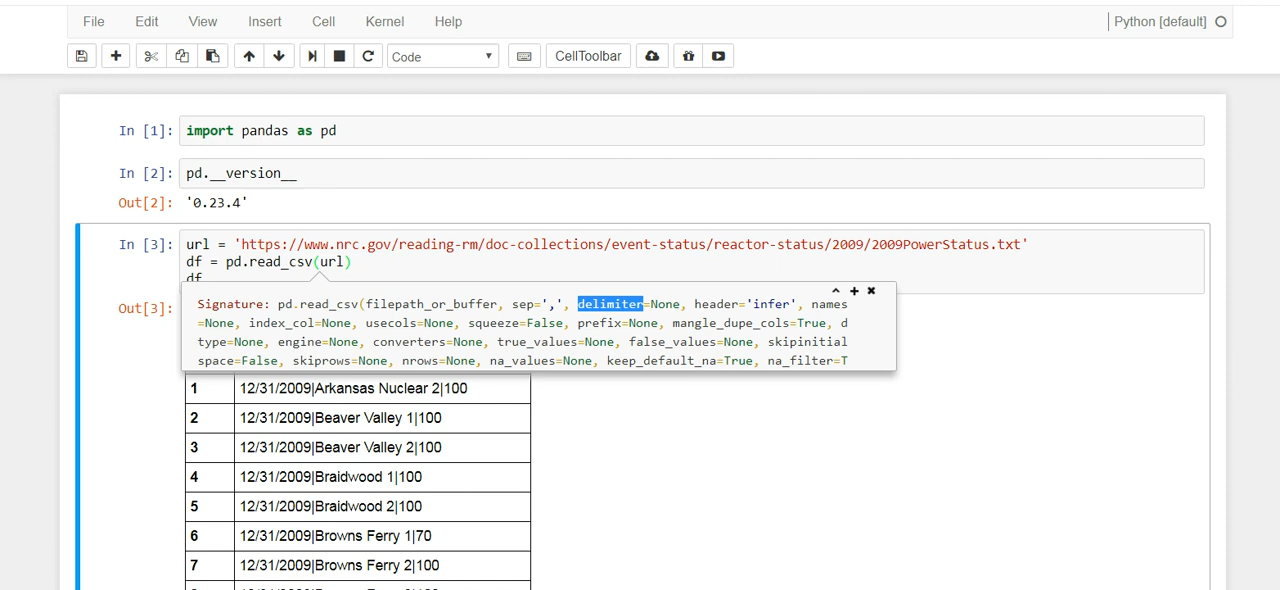 File Edit View Insert Cell Kernel Help Python [default]
Code CellToolbar
In [1]: import pandas as pd
In [2]: pd.__version__
Out[2]: '0.23.4'
In [3]: url = 'https://www.nrc.gov/reading-rm/doc-collections/event-status/reactor-status/2009/2009PowerStatus.txt'
df = pd.read_csv(url)
df
Out[3]:
Signature: pd.read_csv(filepath_or_buffer, sep=',', delimiter=None, header='infer', names
=None, index_col=None, usecols=None, squeeze=False, prefix=None, mangle_dupe_cols=True, d
type=None, engine=None, converters=None, true_values=None, false_values=None, skipinitial
space=False, skiprows=None, nrows=None, na_values=None, keep_default_na=True, na_filter=T
1 12/31/2009|Arkansas Nuclear 2|100
2 12/31/2009|Beaver Valley 1|100
3 12/31/2009|Beaver Valley 2|100
4 12/31/2009|Braidwood 1|100
5 12/31/2009|Braidwood 2|100
6 12/31/2009|Browns Ferry 1|70
7 12/31/2009|Browns Ferry 2|100